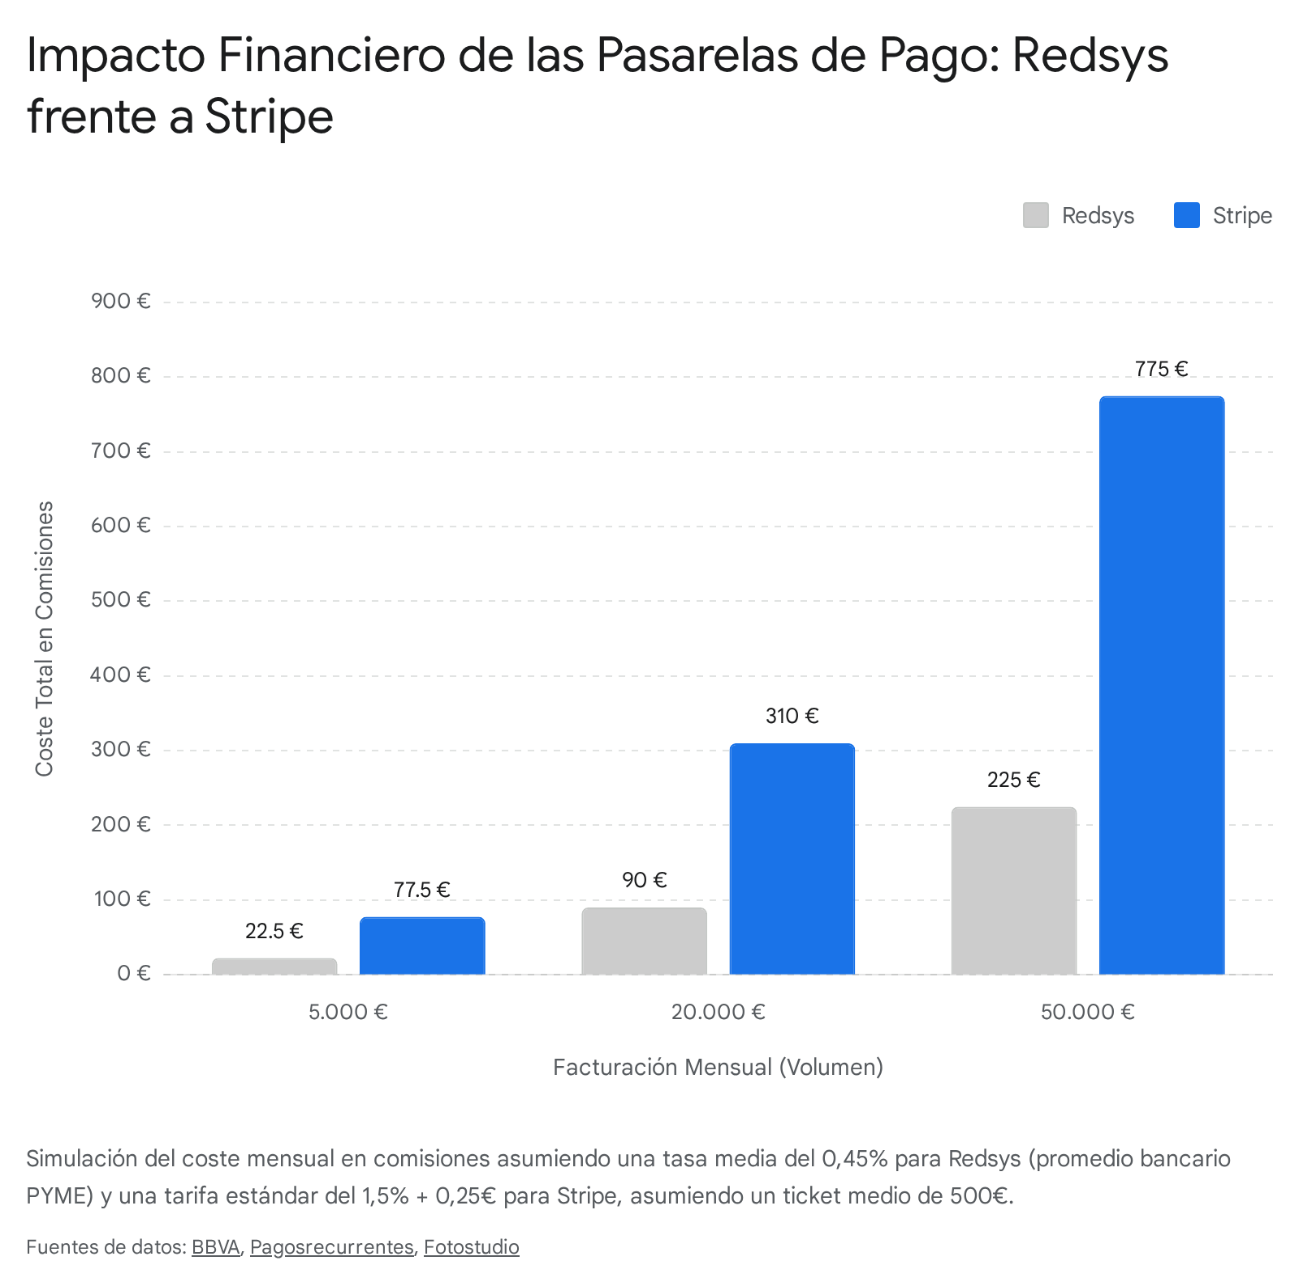 Impacto Financiero de las Pasarelas de Pago: Redsys
frente a Stripe
Redsys
Stripe
900 €
800 €
700 €
600 €
500 €
400 €
300 €
200 €
100 €
0 €
Coste Total en Comisiones
22.5 €
77.5 €
90 €
310 €
225 €
775 €
5.000 €
20.000 €
50.000 €
Facturación Mensual (Volumen)
Simulación del coste mensual en comisiones asumiendo una tasa media del 0,45% para Redsys (promedio bancario
PYME) y una tarifa estándar del 1,5% + 0,25€ para Stripe, asumiendo un ticket medio de 500€.
Fuentes de datos: BBVA, Pagosrecurrentes, Fotostudio